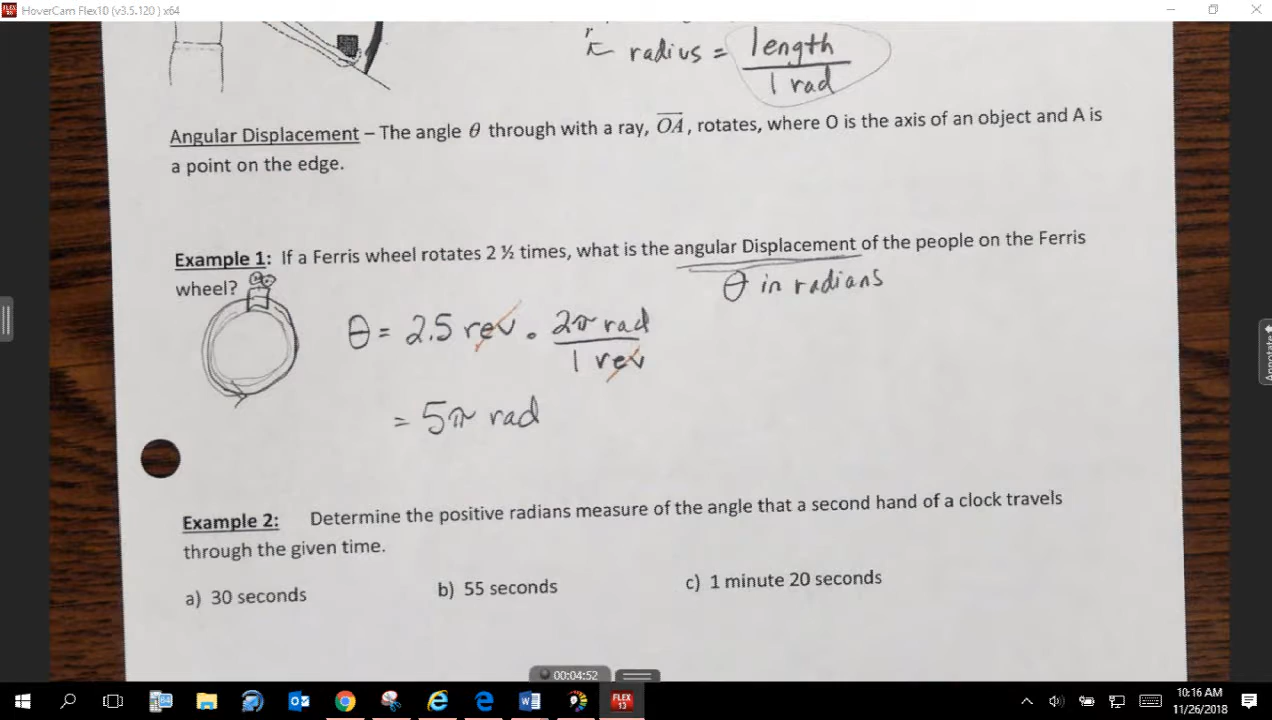 HoverCam Flex10 (v3.5.120 ) x64
r
radius = length / 1 rad
Angular Displacement – The angle θ through with a ray, OA, rotates, where O is the axis of an object and A is
a point on the edge.
Example 1: If a Ferris wheel rotates 2 ½ times, what is the angular Displacement of the people on the Ferris
wheel?
θ in radians
θ = 2.5 rev · 2π rad / 1 rev
= 5π rad
Example 2: Determine the positive radians measure of the angle that a second hand of a clock travels
through the given time.
a) 30 seconds b) 55 seconds c) 1 minute 20 seconds
Annotate
00:04:52
FLEX
13
10:16 AM
11/26/2018